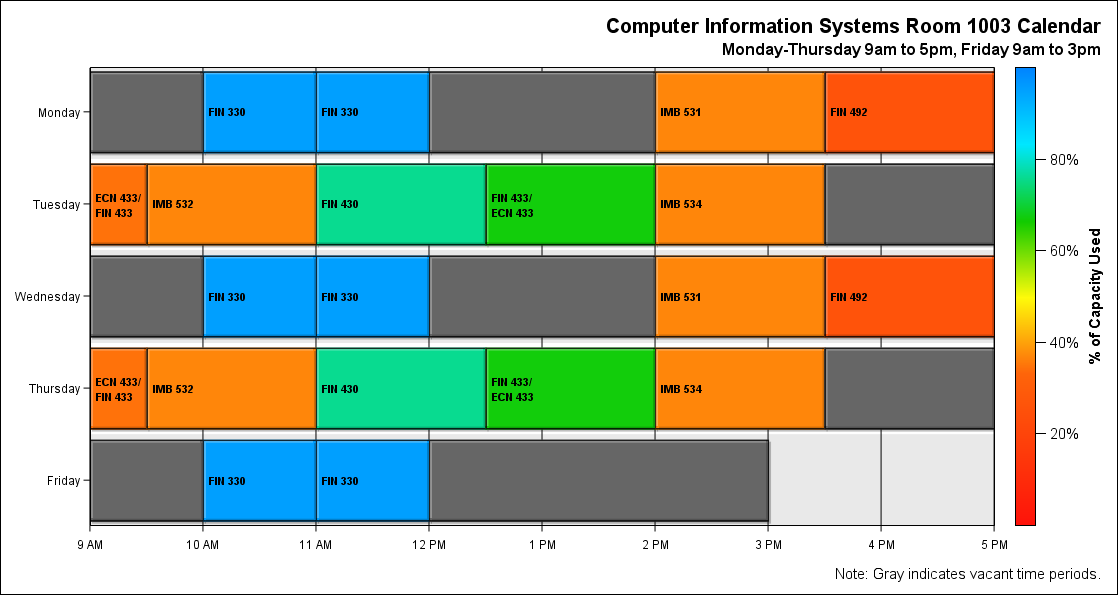 Computer Information Systems Room 1003 Calendar
Monday-Thursday 9am to 5pm, Friday 9am to 3pm
Monday
FIN 330
FIN 330
IMB 531
FIN 492
Tuesday
ECN 433/
FIN 433
IMB 532
FIN 430
FIN 433/
ECN 433
IMB 534
Wednesday
FIN 330
FIN 330
IMB 531
FIN 492
Thursday
ECN 433/
FIN 433
IMB 532
FIN 430
FIN 433/
ECN 433
IMB 534
Friday
FIN 330
FIN 330
9 AM
10 AM
11 AM
12 PM
1 PM
2 PM
3 PM
4 PM
5 PM
80%
60%
40%
20%
% of Capacity Used
Note: Gray indicates vacant time periods.